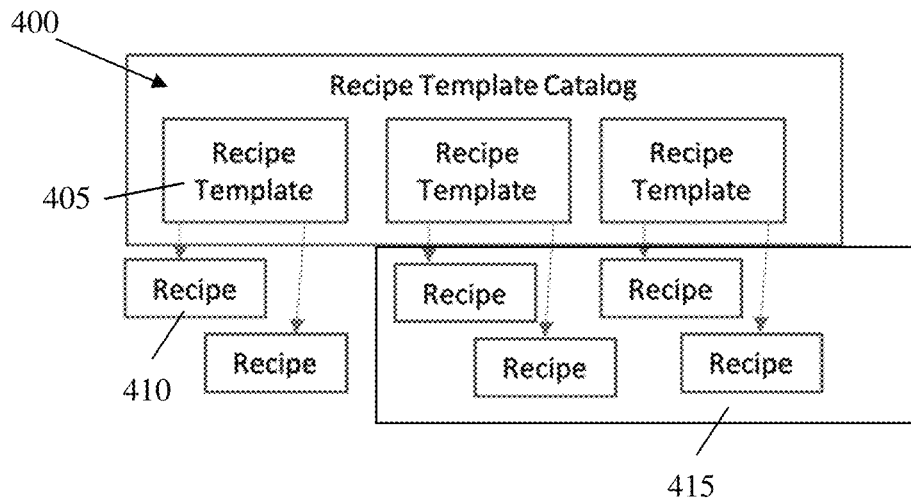 400
Recipe Template Catalog
Recipe Template
Recipe Template
Recipe Template
405
Recipe
Recipe
Recipe
Recipe
Recipe
Recipe
410
415